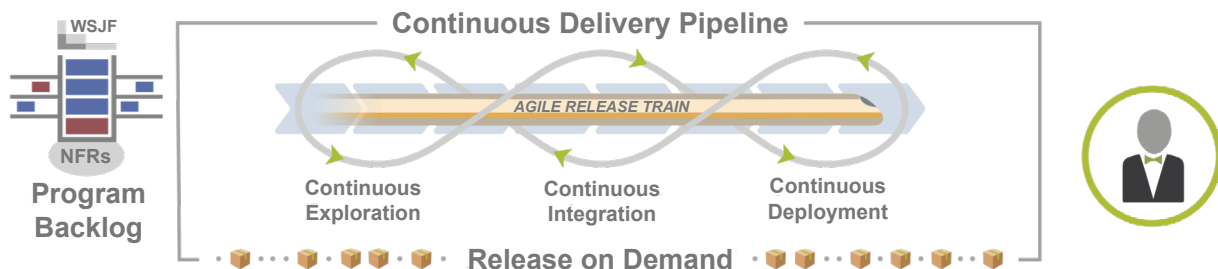 WSJF
NFRs
Program
Backlog
Continuous Delivery Pipeline
AGILE RELEASE TRAIN
Continuous
Exploration
Continuous
Integration
Continuous
Deployment
Release on Demand